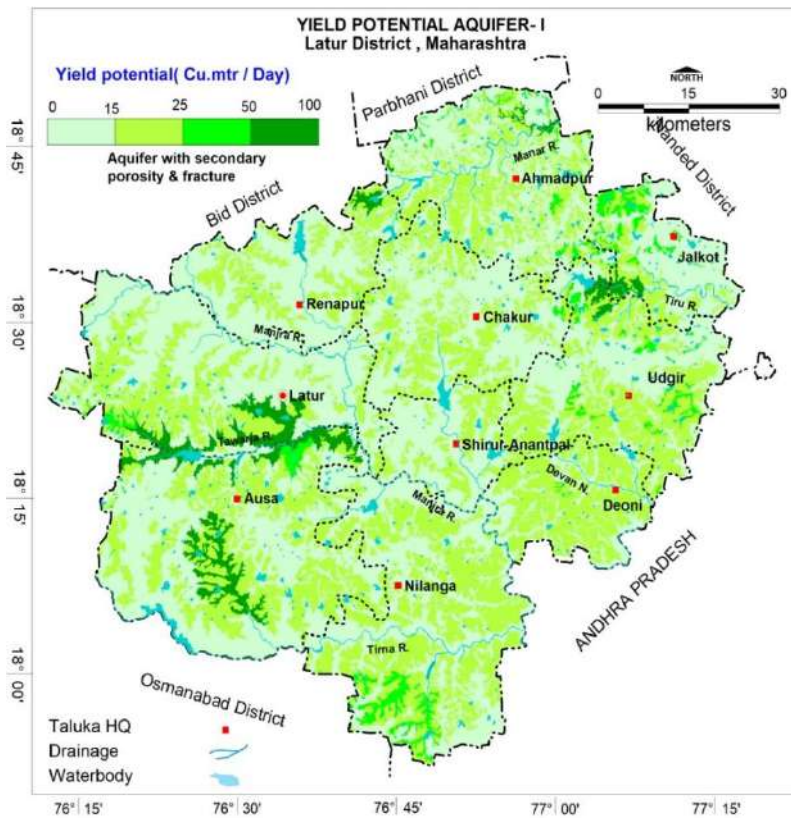 YIELD POTENTIAL AQUIFER- I
Latur District , Maharashtra
Yield potential( Cu.mtr / Day)
0 15 25 50 100
Aquifer with secondary
porosity & fracture
NORTH
0 15 30
kilometers
Parbhani District
Nanded District
Bid District
Manar R.
Ahmadpur
Jalkot
Tiru R.
Renapur
Chakur
Manjra R.
Udgir
Latur
Tawarja R.
Shirur-Anantpal
Devan N.
Deoni
Ausa
Manjra R.
Nilanga
ANDHRA PRADESH
Tirna R.
Osmanabad District
Taluka HQ
Drainage
Waterbody
18° 45'
18° 30'
18° 15'
18° 00'
76° 15' 76° 30' 76° 45' 77° 00' 77° 15'